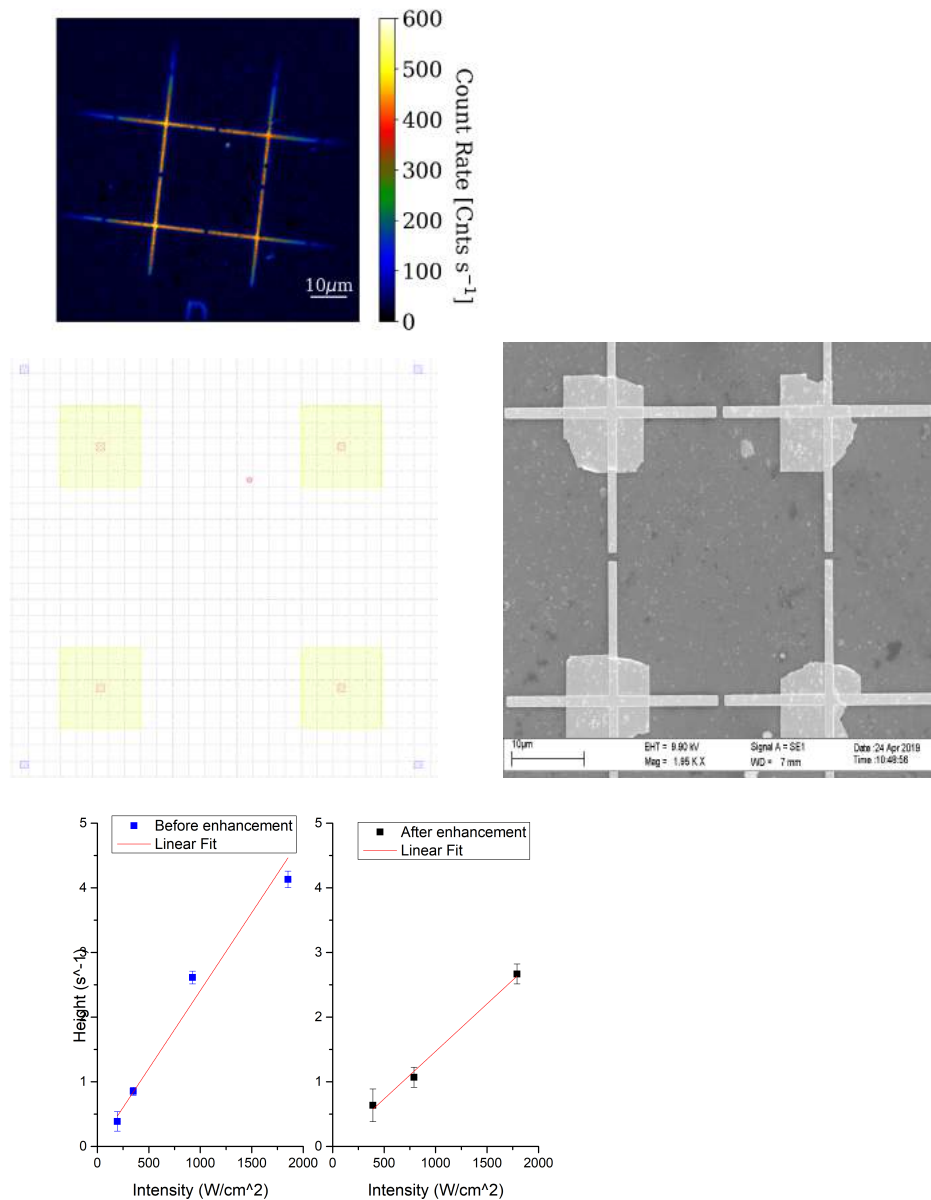 600
500
400
300
200
100
0
Count Rate [Cnts s⁻¹]
10μm
D
10μm
EHT = 9.90 kV
Signal A = SE1
Date :24 Apr 2019
Mag = 1.95 K X
WD = 7 mm
Time :10:48:56
Before enhancement
Linear Fit
After enhancement
Linear Fit
Height (s^-1)
5
4
3
2
1
0
5
4
3
2
1
0
0 500 1000 1500 2000
0 500 1000 1500 2000
Intensity (W/cm^2)
Intensity (W/cm^2)